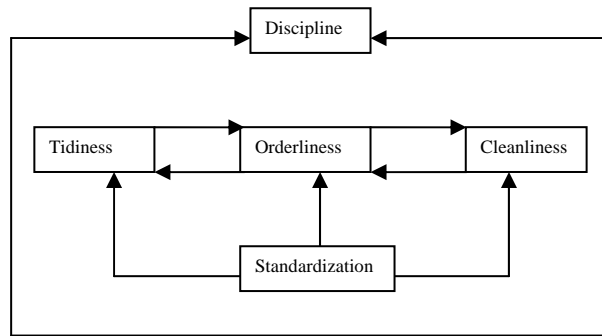 Discipline
Tidiness
Orderliness
Cleanliness
Standardization